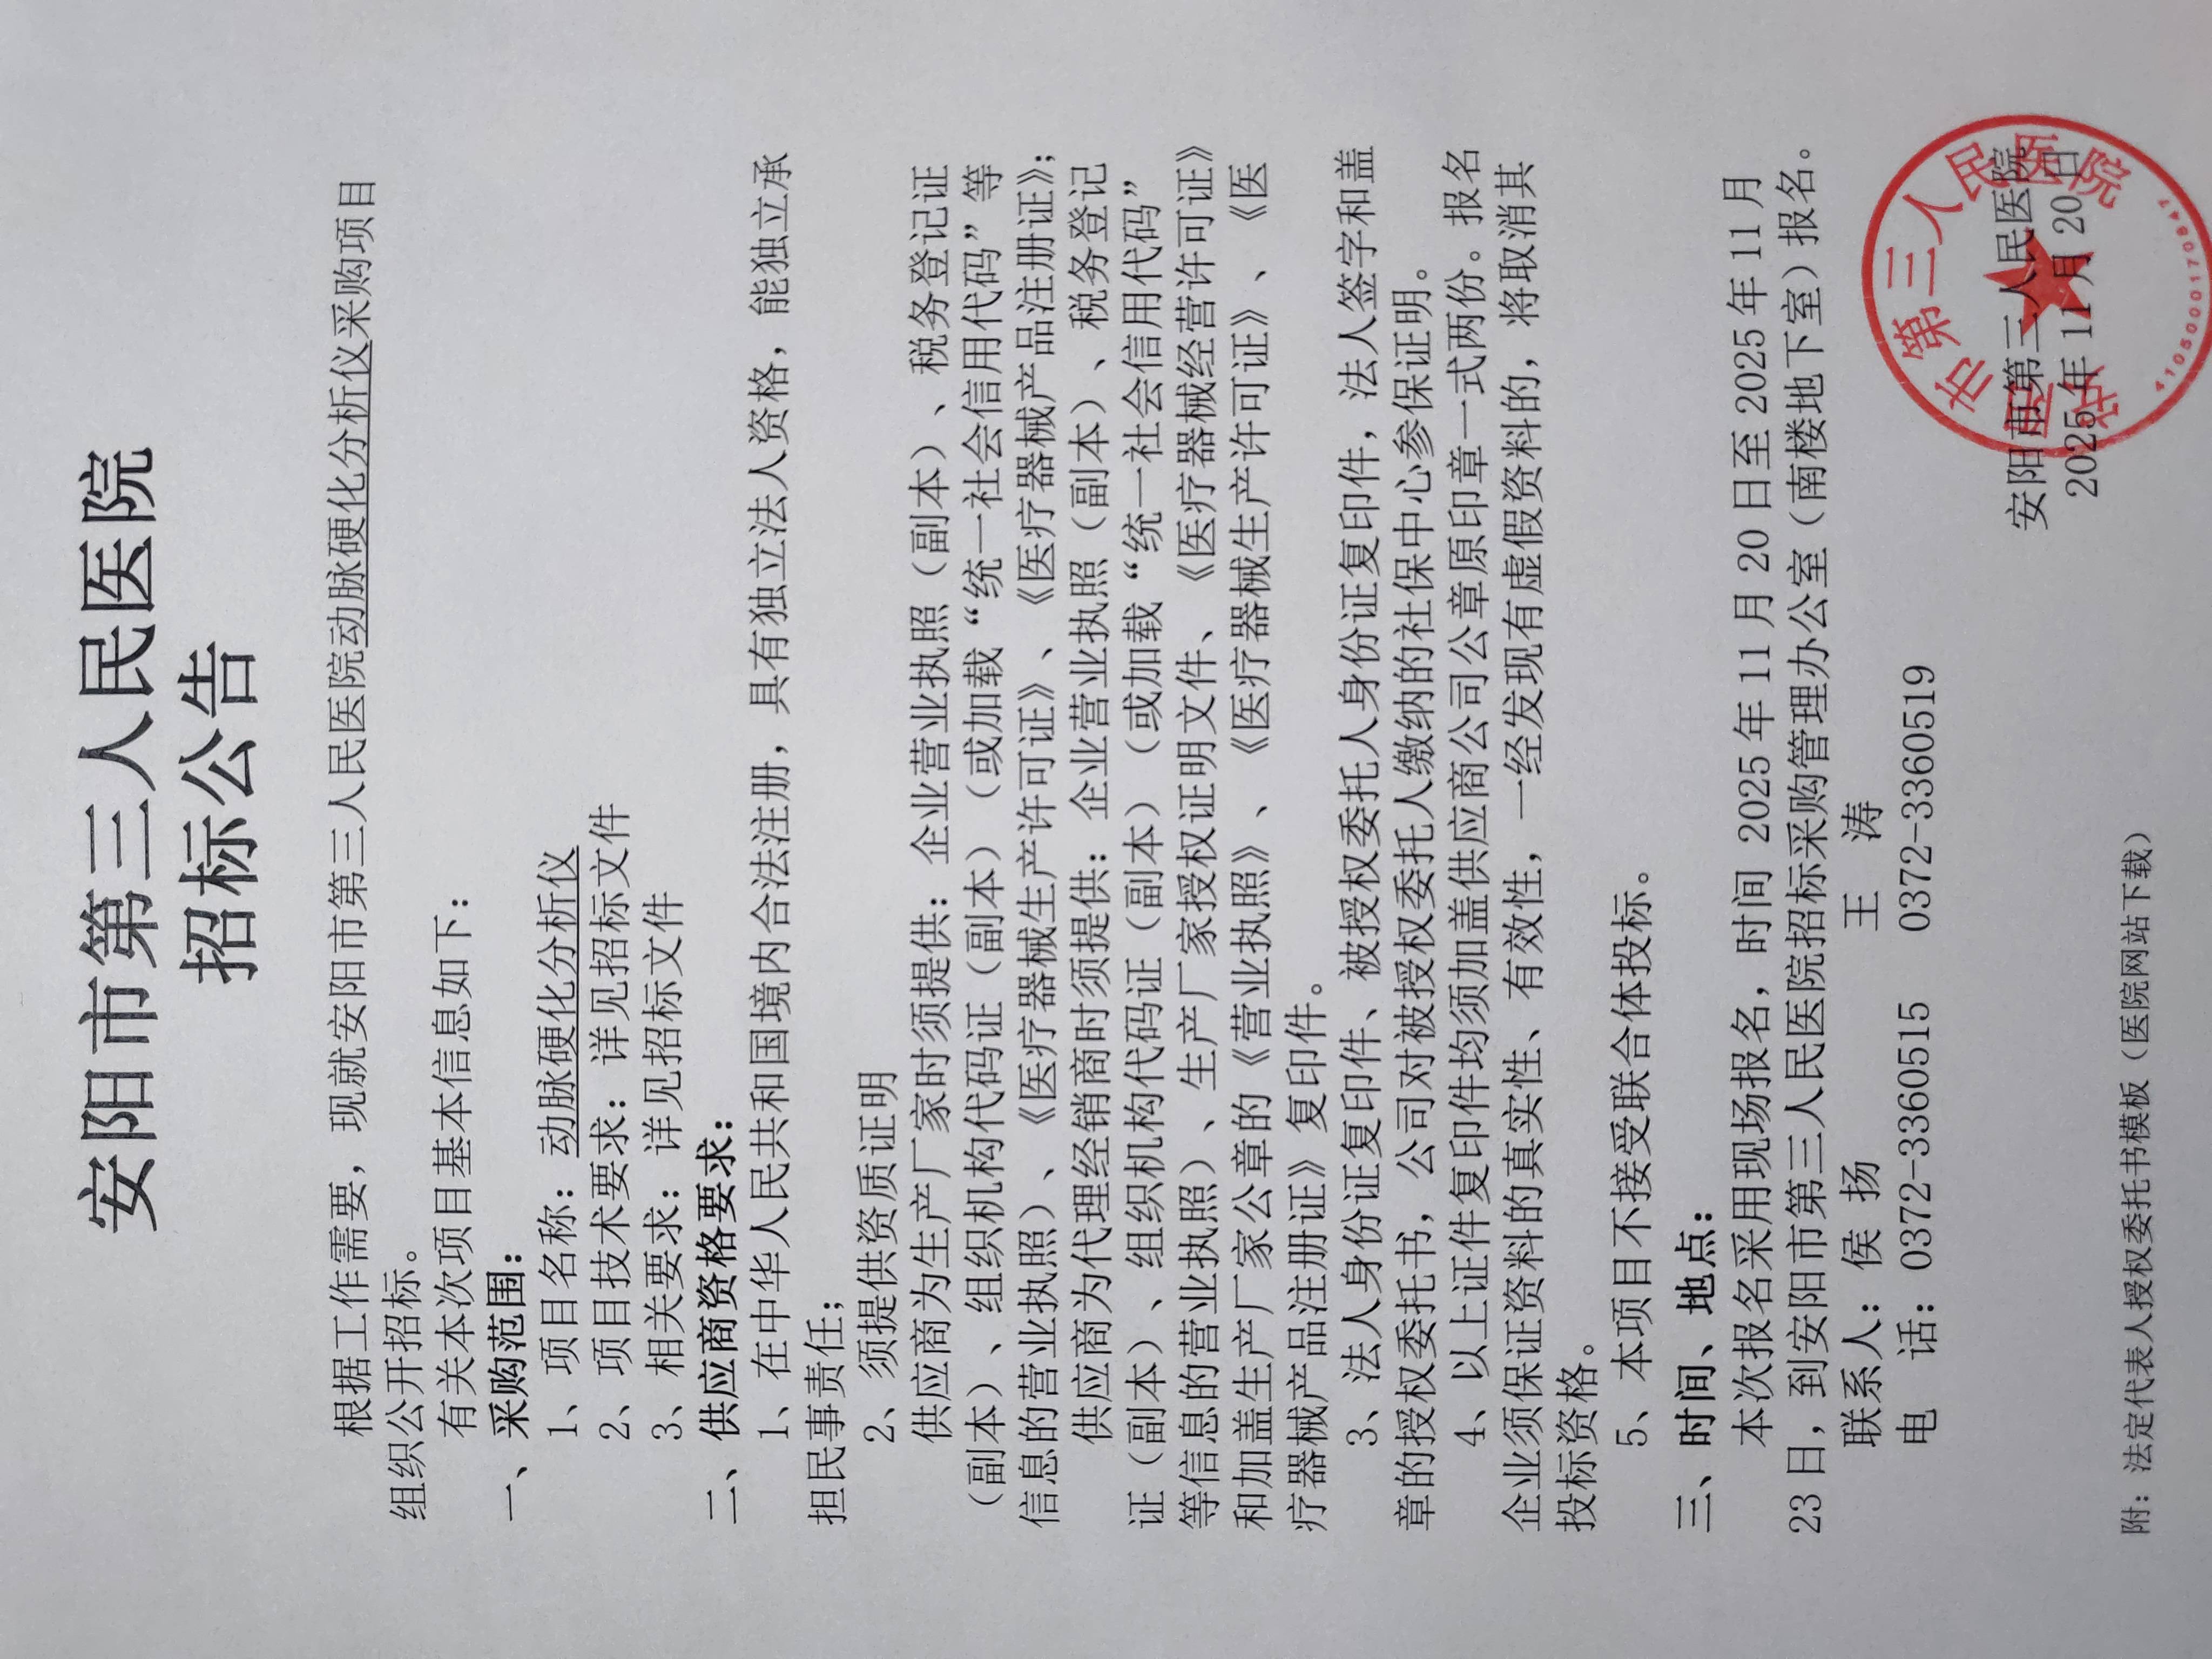 安阳市第三人民医院
招标公告
根据工作需要，现就安阳市第三人民医院动脉硬化分析仪采购项目
组织公开招标。
有关本次项目基本信息如下：
一、采购范围：
1、项目名称：动脉硬化分析仪
2、项目技术要求：详见招标文件
3、相关要求：详见招标文件
二、供应商资格要求：
1、在中华人民共和国境内合法注册，具有独立法人资格，能独立承
担民事责任；
2、须提供资质证明
供应商为生产厂家时须提供：企业营业执照（副本）、税务登记证
（副本）、组织机构代码证（副本）（或加载“统一社会信用代码”等
信息的营业执照）、《医疗器械生产许可证》、《医疗器械产品注册证》；
供应商为代理经销商时须提供：企业营业执照（副本）、税务登记
证（副本）、组织机构代码证（副本）（或加载“统一社会信用代码”
等信息的营业执照）、生产厂家授权证明文件、《医疗器械经营许可证》
和加盖生产厂家公章的《营业执照》、《医疗器械生产许可证》、《医
疗器械产品注册证》复印件。
3、法人身份证复印件、被授权委托人身份证复印件，法人签字和盖
章的授权委托书，公司对被授权委托人缴纳的社保中心参保证明。
4、以上证件复印件均须加盖供应商公司公章原印章一式两份。报名
企业须保证资料的真实性、有效性，一经发现有虚假资料的，将取消其
投标资格。
5、本项目不接受联合体投标。
三、时间、地点：
本次报名采用现场报名，时间 2025 年 11 月 20 日至 2025 年 11 月
23 日，到安阳市第三人民医院招标采购管理办公室（南楼地下室）报名。
联系人：侯 扬 王 涛
电 话：0372-3360515 0372-3360519
安阳市第三人民医院
2025 年 11 月 20 日
市第三人民医院
4105000170847
附：法定代表人授权委托书模板（医院网站下载）